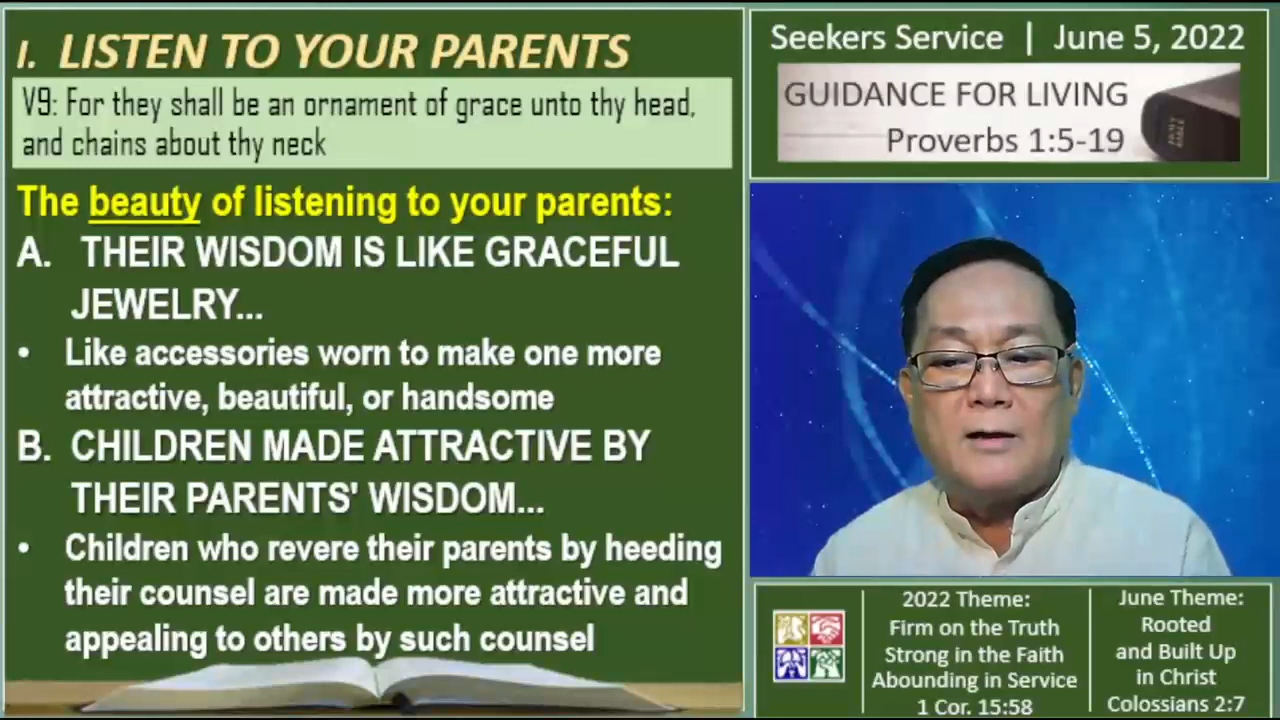 I. LISTEN TO YOUR PARENTS
V9: For they shall be an ornament of grace unto thy head,
and chains about thy neck
The beauty of listening to your parents:
A. THEIR WISDOM IS LIKE GRACEFUL
JEWELRY...
• Like accessories worn to make one more
attractive, beautiful, or handsome
B. CHILDREN MADE ATTRACTIVE BY
THEIR PARENTS' WISDOM...
• Children who revere their parents by heeding
their counsel are made more attractive and
appealing to others by such counsel
Seekers Service | June 5, 2022
GUIDANCE FOR LIVING
Proverbs 1:5-19
HOLY BIBLE
2022 Theme:
Firm on the Truth
Strong in the Faith
Abounding in Service
1 Cor. 15:58
June Theme:
Rooted
and Built Up
in Christ
Colossians 2:7